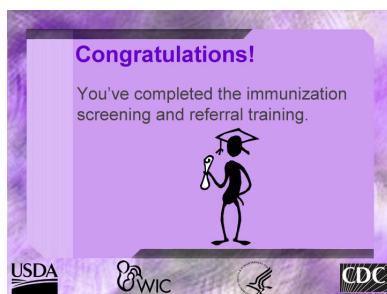 Congratulations!
You've completed the immunization
screening and referral training.
USDA
WIC
CDC